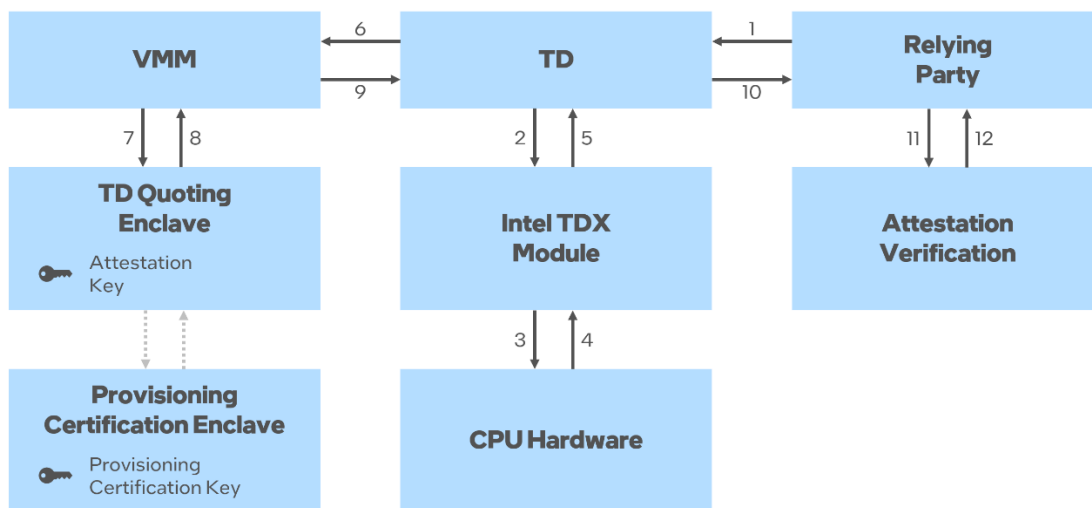 VMM
6
9
TD
1
10
Relying
Party
7
8
2
5
11
12
TD Quoting
Enclave
Attestation
Key
Intel TDX
Module
Attestation
Verification
3
4
Provisioning
Certification Enclave
Provisioning
Certification Key
CPU Hardware